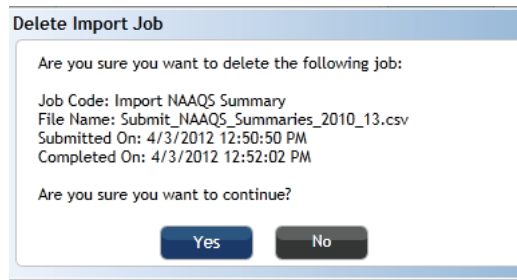 Delete Import Job
Are you sure you want to delete the following job:
Job Code: Import NAAQS Summary
File Name: Submit_NAAQS_Summaries_2010_13.csv
Submitted On: 4/3/2012 12:50:50 PM
Completed On: 4/3/2012 12:52:02 PM
Are you sure you want to continue?
Yes No